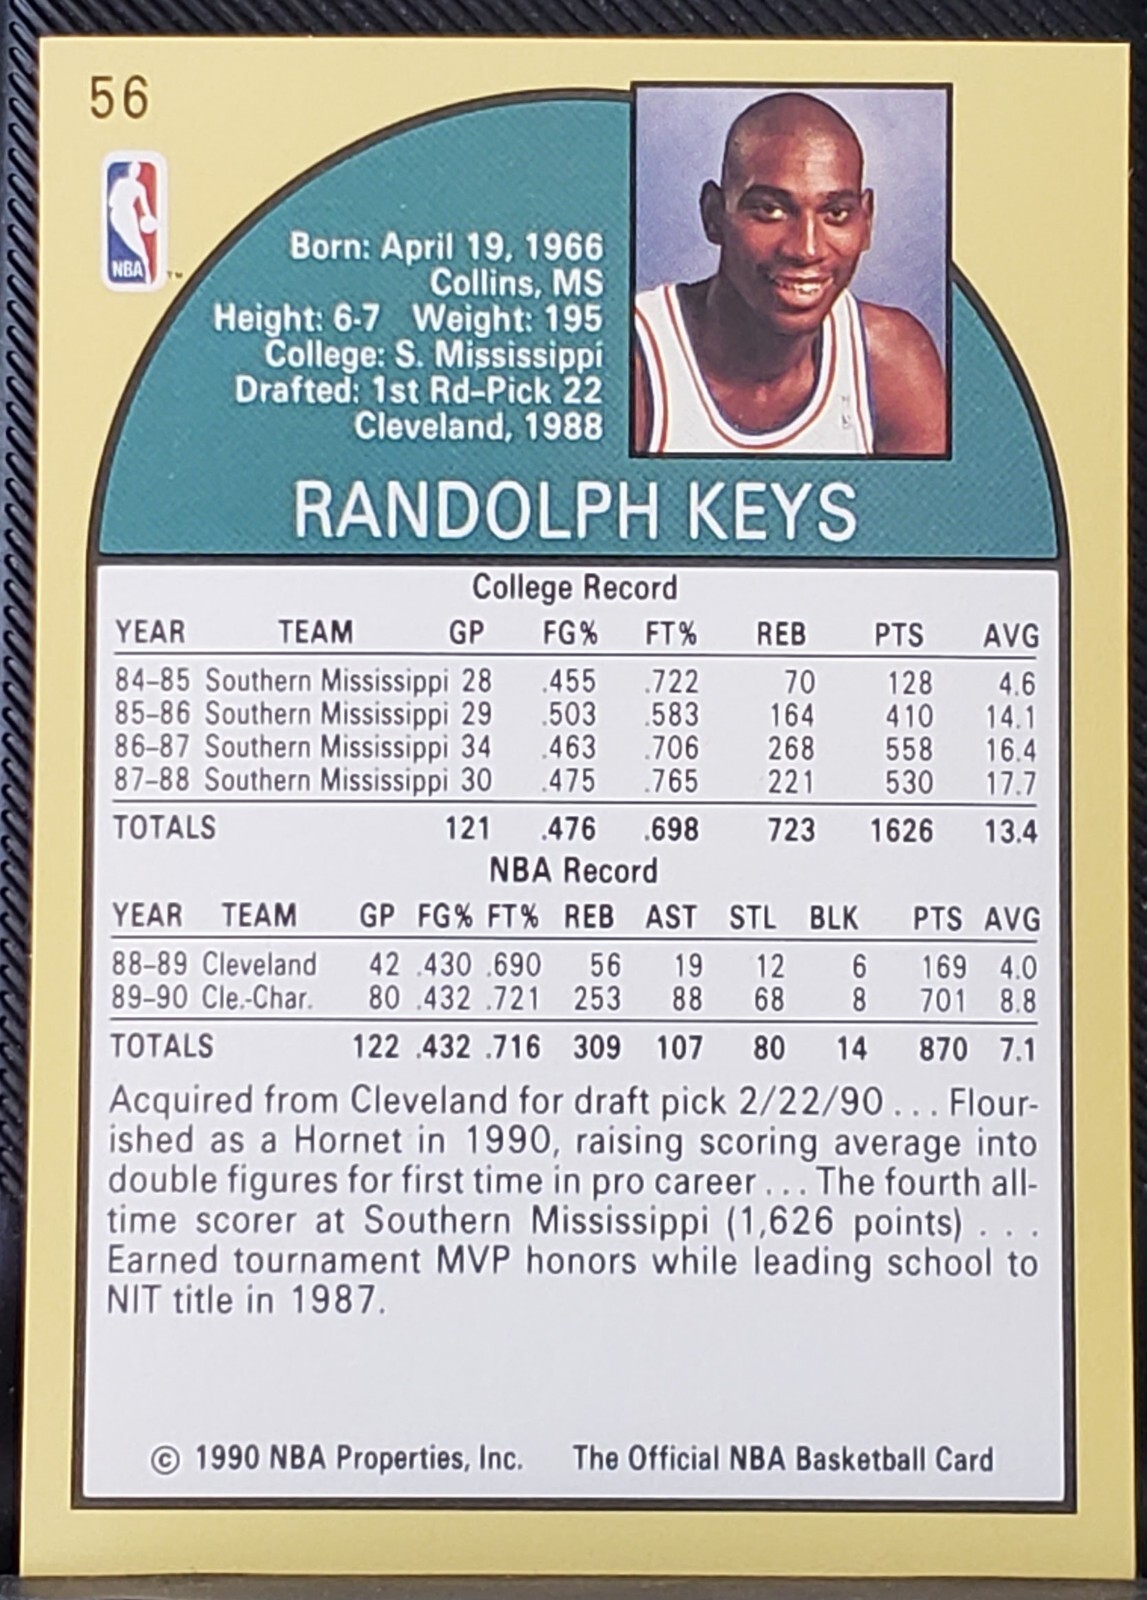 56
NBA
™
Born: April 19, 1966
Collins, MS
Height: 6-7 Weight: 195
College: S. Mississippi
Drafted: 1st Rd-Pick 22
Cleveland, 1988
RANDOLPH KEYS
College Record
YEAR TEAM GP FG% FT% REB PTS AVG
84–85 Southern Mississippi 28 .455 .722 70 128 4.6
85–86 Southern Mississippi 29 .503 .583 164 410 14.1
86–87 Southern Mississippi 34 .463 .706 268 558 16.4
87–88 Southern Mississippi 30 .475 .765 221 530 17.7
TOTALS 121 .476 .698 723 1626 13.4
NBA Record
YEAR TEAM GP FG% FT% REB AST STL BLK PTS AVG
88–89 Cleveland 42 .430 .690 56 19 12 6 169 4.0
89–90 Cle.-Char. 80 .432 .721 253 88 68 8 701 8.8
TOTALS 122 .432 .716 309 107 80 14 870 7.1
Acquired from Cleveland for draft pick 2/22/90 ... Flour-
ished as a Hornet in 1990, raising scoring average into
double figures for first time in pro career ... The fourth all-
time scorer at Southern Mississippi (1,626 points) ...
Earned tournament MVP honors while leading school to
NIT title in 1987.
© 1990 NBA Properties, Inc. The Official NBA Basketball Card